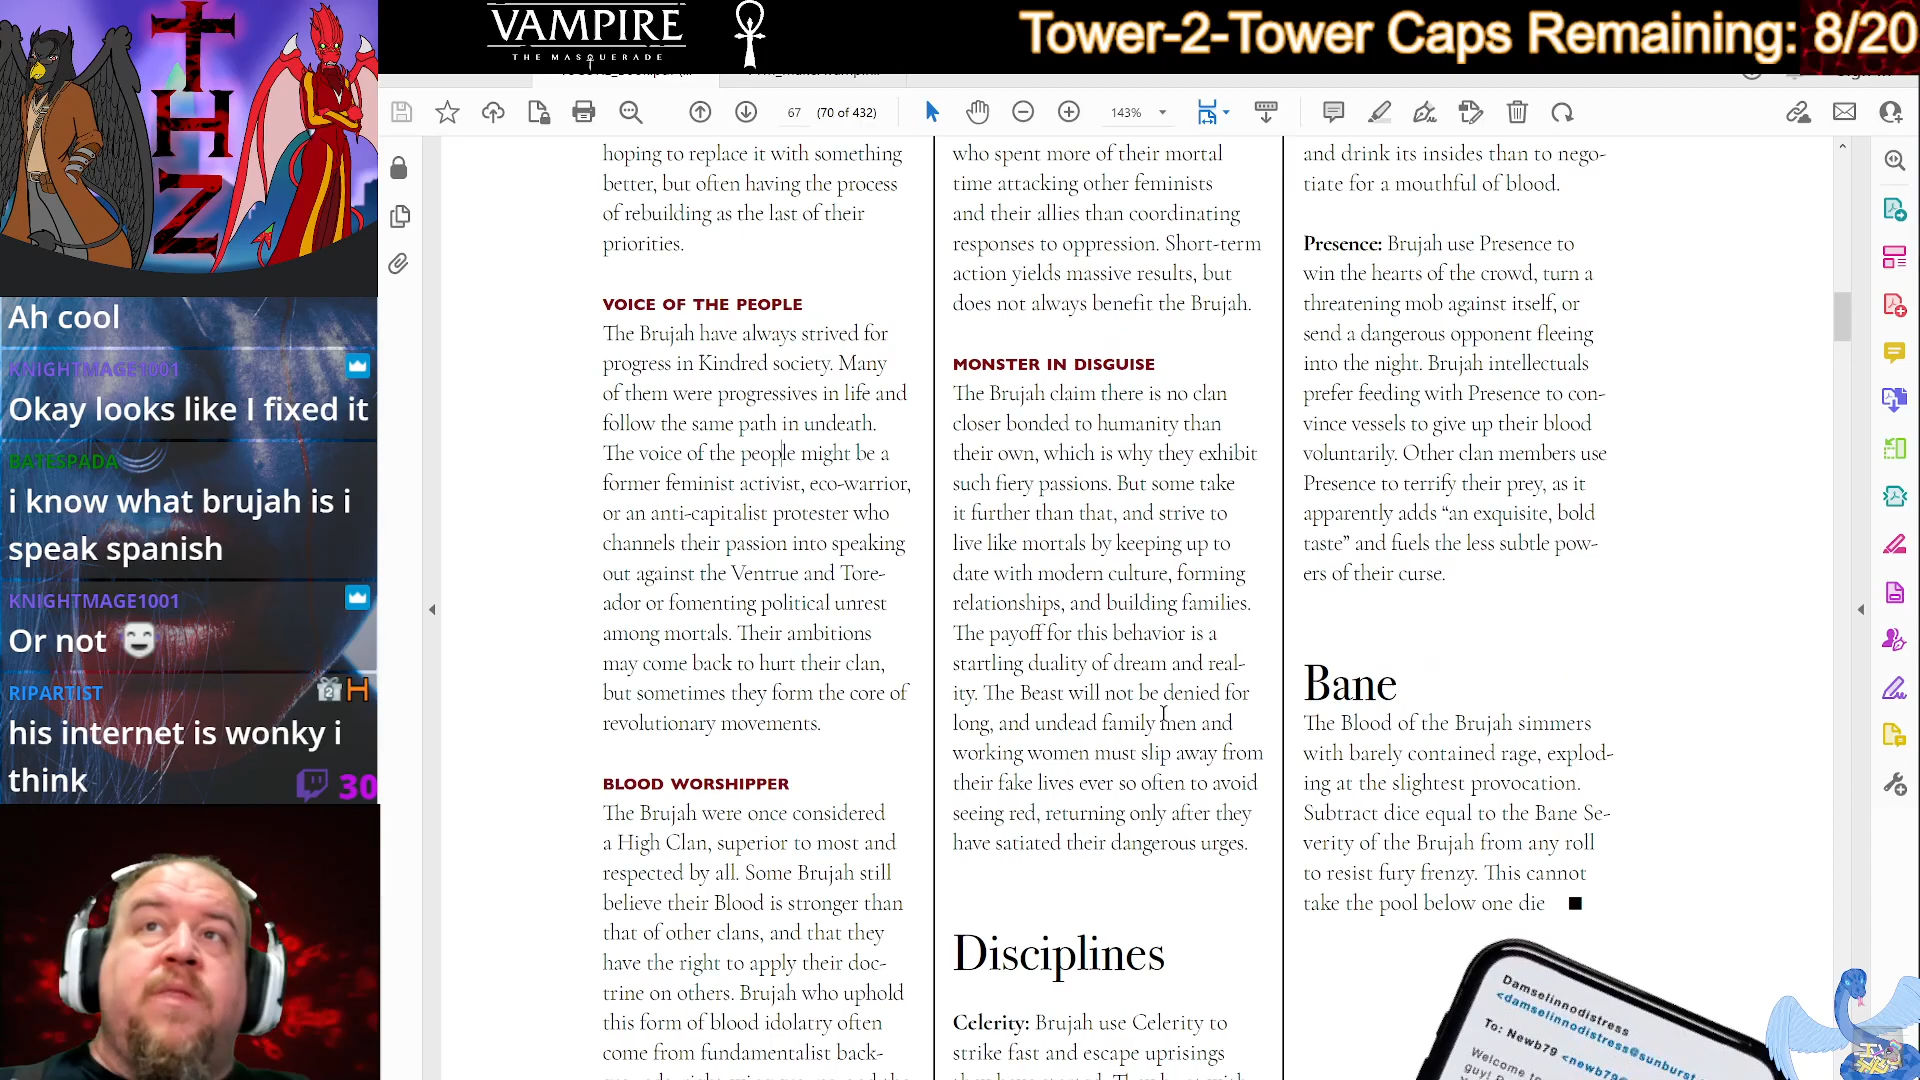 THZ
VAMPIRE
THE MASQUERADE
Tower-2-Tower Caps Remaining: 8/20
67 (70 of 432)
143%
Ah cool
KNIGHTMAGE1001
Okay looks like I fixed it
BATESPADA
i know what brujah is i
speak spanish
KNIGHTMAGE1001
Or not
RIPARTIST
his internet is wonky i
think
30
hoping to replace it with something
better, but often having the process
of rebuilding as the last of their
priorities.
VOICE OF THE PEOPLE
The Brujah have always strived for
progress in Kindred society. Many
of them were progressives in life and
follow the same path in undeath.
The voice of the people might be a
former feminist activist, eco-warrior,
or an anti-capitalist protester who
channels their passion into speaking
out against the Ventrue and Tore-
ador or fomenting political unrest
among mortals. Their ambitions
may come back to hurt their clan,
but sometimes they form the core of
revolutionary movements.
BLOOD WORSHIPPER
The Brujah were once considered
a High Clan, superior to most and
respected by all. Some Brujah still
believe their Blood is stronger than
that of other clans, and that they
have the right to apply their doc-
trine on others. Brujah who uphold
this form of blood idolatry often
come from fundamentalist back-
who spent more of their mortal
time attacking other feminists
and their allies than coordinating
responses to oppression. Short-term
action yields massive results, but
does not always benefit the Brujah.
MONSTER IN DISGUISE
The Brujah claim there is no clan
closer bonded to humanity than
their own, which is why they exhibit
such fiery passions. But some take
it further than that, and strive to
live like mortals by keeping up to
date with modern culture, forming
relationships, and building families.
The payoff for this behavior is a
startling duality of dream and real-
ity. The Beast will not be denied for
long, and undead family men and
working women must slip away from
their fake lives ever so often to avoid
seeing red, returning only after they
have satiated their dangerous urges.
Disciplines
Celerity: Brujah use Celerity to
strike fast and escape uprisings
and drink its insides than to nego-
tiate for a mouthful of blood.
Presence: Brujah use Presence to
win the hearts of the crowd, turn a
threatening mob against itself, or
send a dangerous opponent fleeing
into the night. Brujah intellectuals
prefer feeding with Presence to con-
vince vessels to give up their blood
voluntarily. Other clan members use
Presence to terrify their prey, as it
apparently adds “an exquisite, bold
taste” and fuels the less subtle pow-
ers of their curse.
Bane
The Blood of the Brujah simmers
with barely contained rage, explod-
ing at the slightest provocation.
Subtract dice equal to the Bane Se-
verity of the Brujah from any roll
to resist fury frenzy. This cannot
take the pool below one die
Damselinnodistress
<damselinnodistress@sunburst
To: Newb79 <newb79@
Welcome to